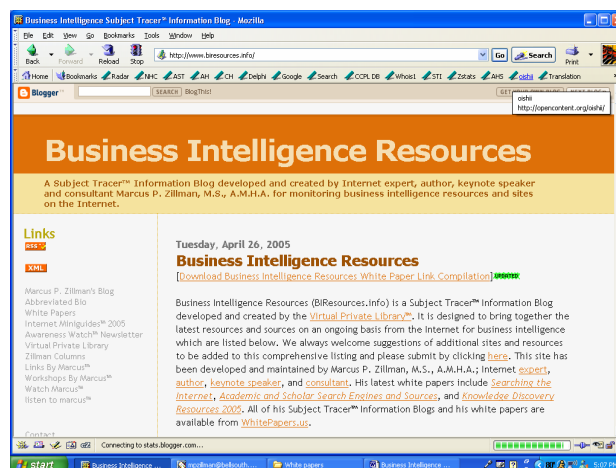 Business Intelligence Subject Tracer™ Information Blog - Mozilla
File Edit View Go Bookmarks Tools Window Help
Back Forward Reload Stop http://www.biresources.info/ Go Search Print
Home Bookmarks Radar NHC AST AH CH Delphi Google Search CCPL DB Whois1 STI Zstats AHS oishii Translation
Blogger SEARCH BlogThis!
oishii
http://opencontent.org/oishii/
Business Intelligence Resources
A Subject Tracer™ Information Blog developed and created by Internet expert, author, keynote speaker
and consultant Marcus P. Zillman, M.S., A.M.H.A. for monitoring business intelligence resources and sites
on the Internet.
Links
RSS
XML
Marcus P. Zillman's Blog
Abbreviated Bio
White Papers
Internet Miniguides™ 2005
Awareness Watch™ Newsletter
Virtual Private Library
Zillman Columns
Links By Marcus™
Workshops By Marcus™
Watch Marcus™
listen to marcus™
Contact
Tuesday, April 26, 2005
Business Intelligence Resources
[Download Business Intelligence Resources White Paper Link Compilation] UPDATED
Business Intelligence Resources (BIResources.info) is a Subject Tracer™ Information Blog
developed and created by the Virtual Private Library™. It is designed to bring together the
latest resources and sources on an ongoing basis from the Internet for business intelligence
which are listed below. We always welcome suggestions of additional sites and resources
to be added to this comprehensive listing and please submit by clicking here. This site has
been developed and maintained by Marcus P. Zillman, M.S., A.M.H.A.; Internet expert,
author, keynote speaker, and consultant. His latest white papers include Searching the
Internet, Academic and Scholar Search Engines and Sources, and Knowledge Discovery
Resources 2005. All of his Subject Tracer™ Information Blogs and his white papers are
available from WhitePapers.us.
Connecting to stats.blogger.com...
start Business Intelligence ... mpzillman@bellsouth.... White papers Business Intelligence ... 5:07 PM